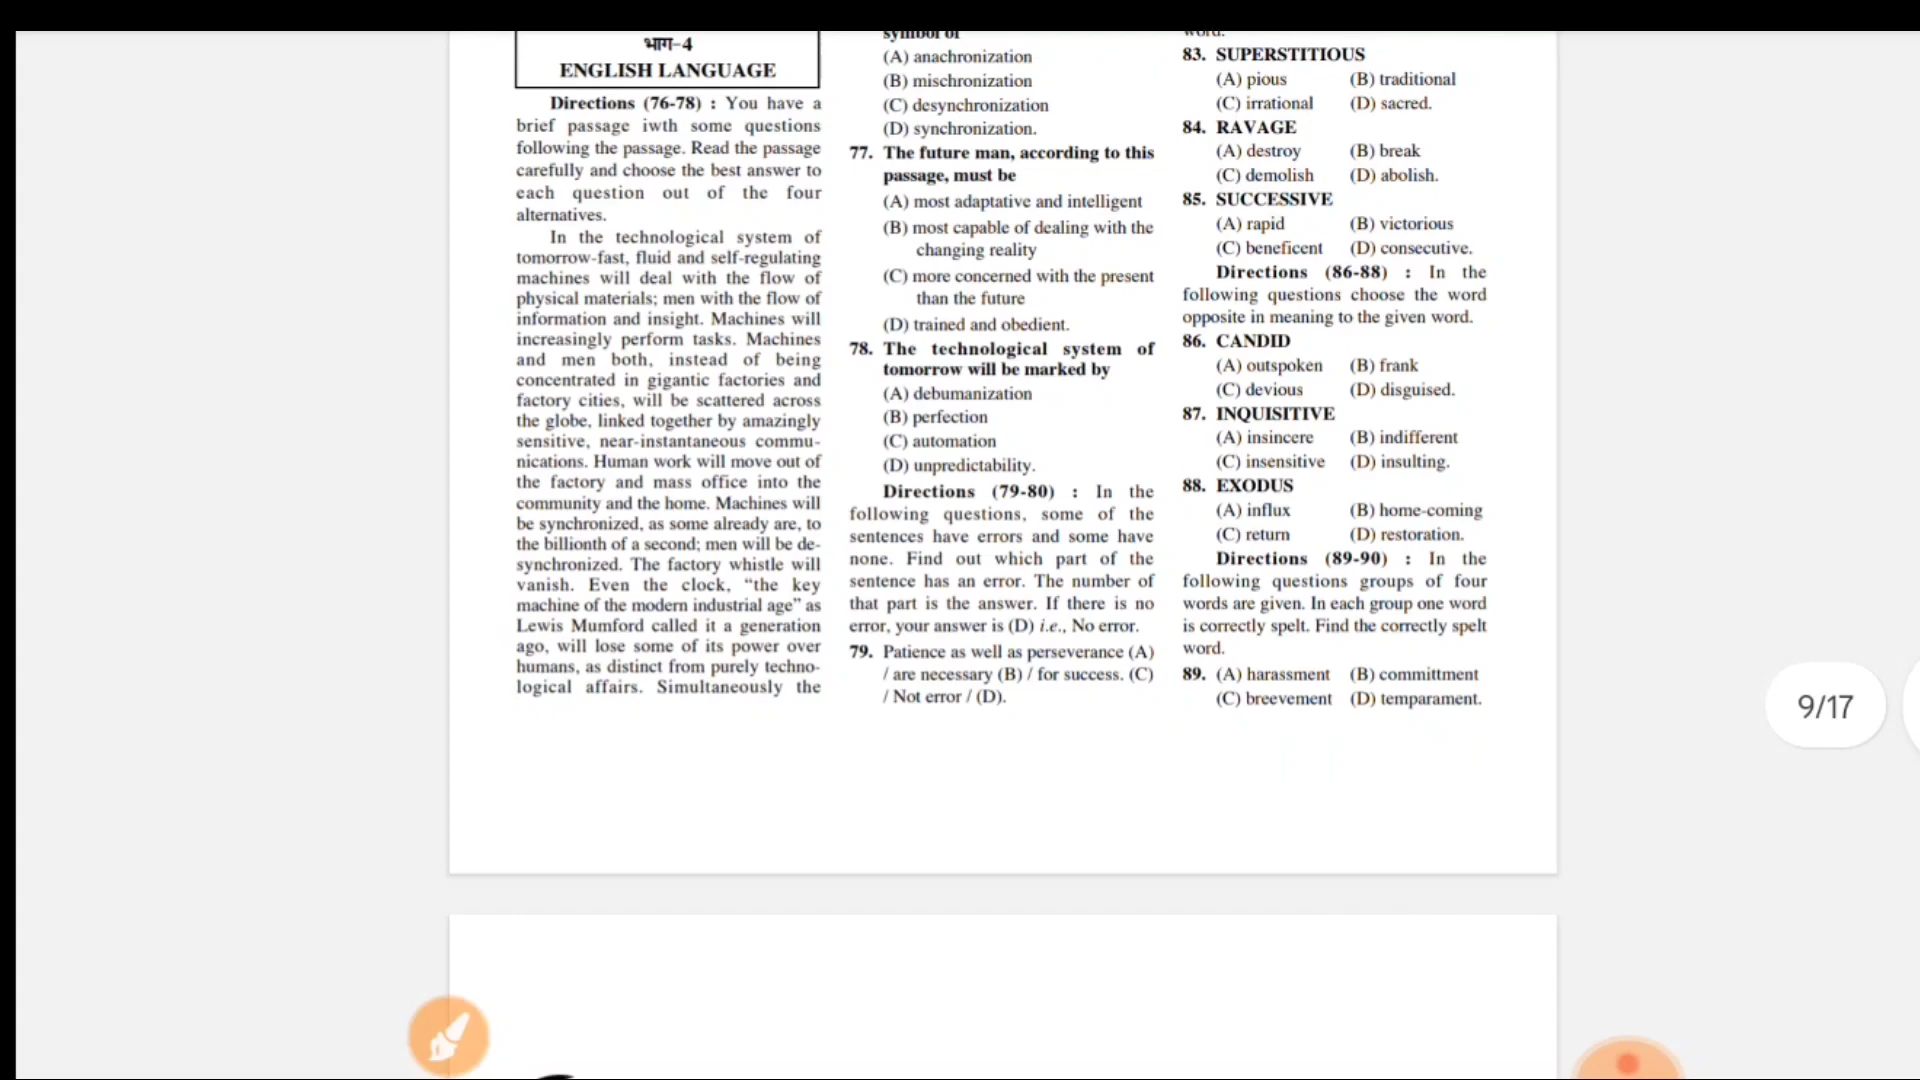 भाग-4
ENGLISH LANGUAGE
Directions (76-78) : You have a
brief passage iwth some questions
following the passage. Read the passage
carefully and choose the best answer to
each question out of the four
alternatives.
In the technological system of
tomorrow-fast, fluid and self-regulating
machines will deal with the flow of
physical materials; men with the flow of
information and insight. Machines will
increasingly perform tasks. Machines
and men both, instead of being
concentrated in gigantic factories and
factory cities, will be scattered across
the globe, linked together by amazingly
sensitive, near-instantaneous commu-
nications. Human work will move out of
the factory and mass office into the
community and the home. Machines will
be synchronized, as some already are, to
the billionth of a second; men will be de-
synchronized. The factory whistle will
vanish. Even the clock, “the key
machine of the modern industrial age” as
Lewis Mumford called it a generation
ago, will lose some of its power over
humans, as distinct from purely techno-
logical affairs. Simultaneously the
symbol of
(A) anachronization
(B) mischronization
(C) desynchronization
(D) synchronization.
77. The future man, according to this
passage, must be
(A) most adaptative and intelligent
(B) most capable of dealing with the
changing reality
(C) more concerned with the present
than the future
(D) trained and obedient.
78. The technological system of
tomorrow will be marked by
(A) debumanization
(B) perfection
(C) automation
(D) unpredictability.
Directions (79-80) : In the
following questions, some of the
sentences have errors and some have
none. Find out which part of the
sentence has an error. The number of
that part is the answer. If there is no
error, your answer is (D) i.e., No error.
79. Patience as well as perseverance (A)
/ are necessary (B) / for success. (C)
/ Not error / (D).
word.
83. SUPERSTITIOUS
(A) pious (B) traditional
(C) irrational (D) sacred.
84. RAVAGE
(A) destroy (B) break
(C) demolish (D) abolish.
85. SUCCESSIVE
(A) rapid (B) victorious
(C) beneficent (D) consecutive.
Directions (86-88) : In the
following questions choose the word
opposite in meaning to the given word.
86. CANDID
(A) outspoken (B) frank
(C) devious (D) disguised.
87. INQUISITIVE
(A) insincere (B) indifferent
(C) insensitive (D) insulting.
88. EXODUS
(A) influx (B) home-coming
(C) return (D) restoration.
Directions (89-90) : In the
following questions groups of four
words are given. In each group one word
is correctly spelt. Find the correctly spelt
word.
89. (A) harassment (B) committment
(C) breevement (D) temparament.
9/17